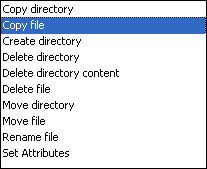 Copy directory
Copy file
Create directory
Delete directory
Delete directory content
Delete file
Move directory
Move file
Rename file
Set Attributes